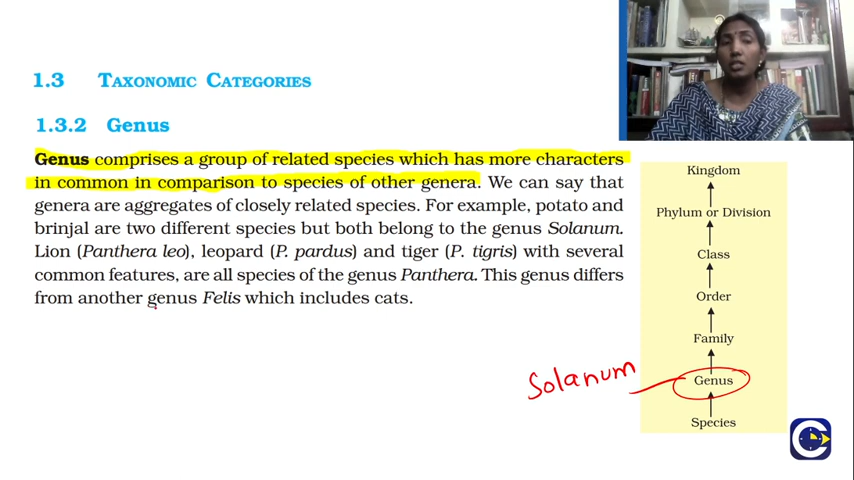 1.3 TAXONOMIC CATEGORIES
1.3.2 Genus
Genus comprises a group of related species which has more characters
in common in comparison to species of other genera. We can say that
genera are aggregates of closely related species. For example, potato and
brinjal are two different species but both belong to the genus Solanum.
Lion (Panthera leo), leopard (P. pardus) and tiger (P. tigris) with several
common features, are all species of the genus Panthera. This genus differs
from another genus Felis which includes cats.
Kingdom
Phylum or Division
Class
Order
Family
Solanum
Genus
Species